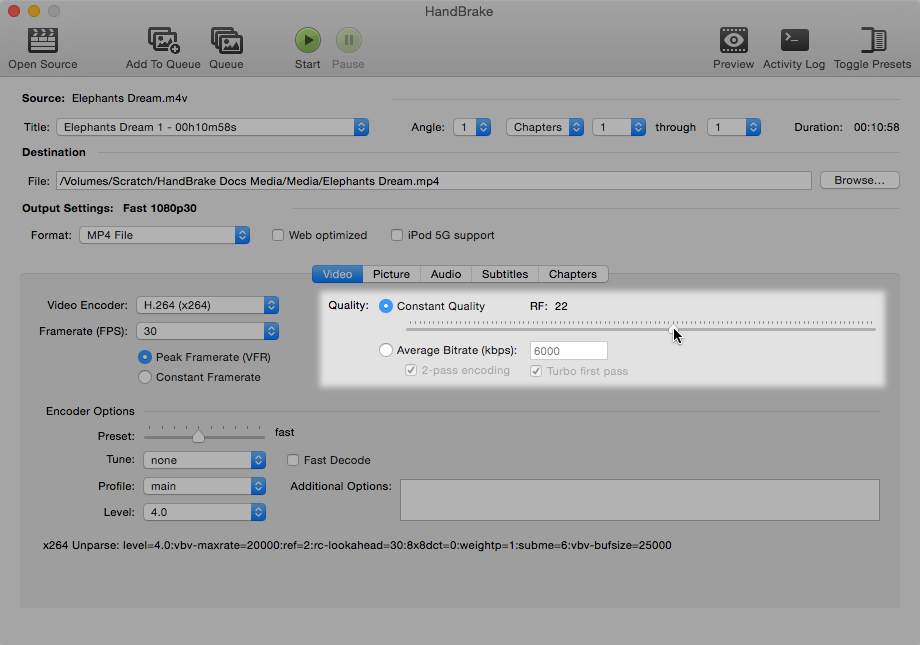 HandBrake
Open Source Add To Queue Queue Start Pause Preview Activity Log Toggle Presets
Source: Elephants Dream.m4v
Title: Elephants Dream 1 - 00h10m58s Angle: 1 Chapters 1 through 1 Duration: 00:10:58
Destination
File: /Volumes/Scratch/HandBrake Docs Media/Media/Elephants Dream.mp4 Browse...
Output Settings: Fast 1080p30
Format: MP4 File Web optimized iPod 5G support
Video Picture Audio Subtitles Chapters
Video Encoder: H.264 (x264) Quality: Constant Quality RF: 22
Framerate (FPS): 30
Peak Framerate (VFR) Average Bitrate (kbps): 6000
Constant Framerate 2-pass encoding Turbo first pass
Encoder Options
Preset: fast
Tune: none Fast Decode
Profile: main Additional Options:
Level: 4.0
x264 Unparse: level=4.0:vbv-maxrate=20000:ref=2:rc-lookahead=30:8x8dct=0:weightp=1:subme=6:vbv-bufsize=25000